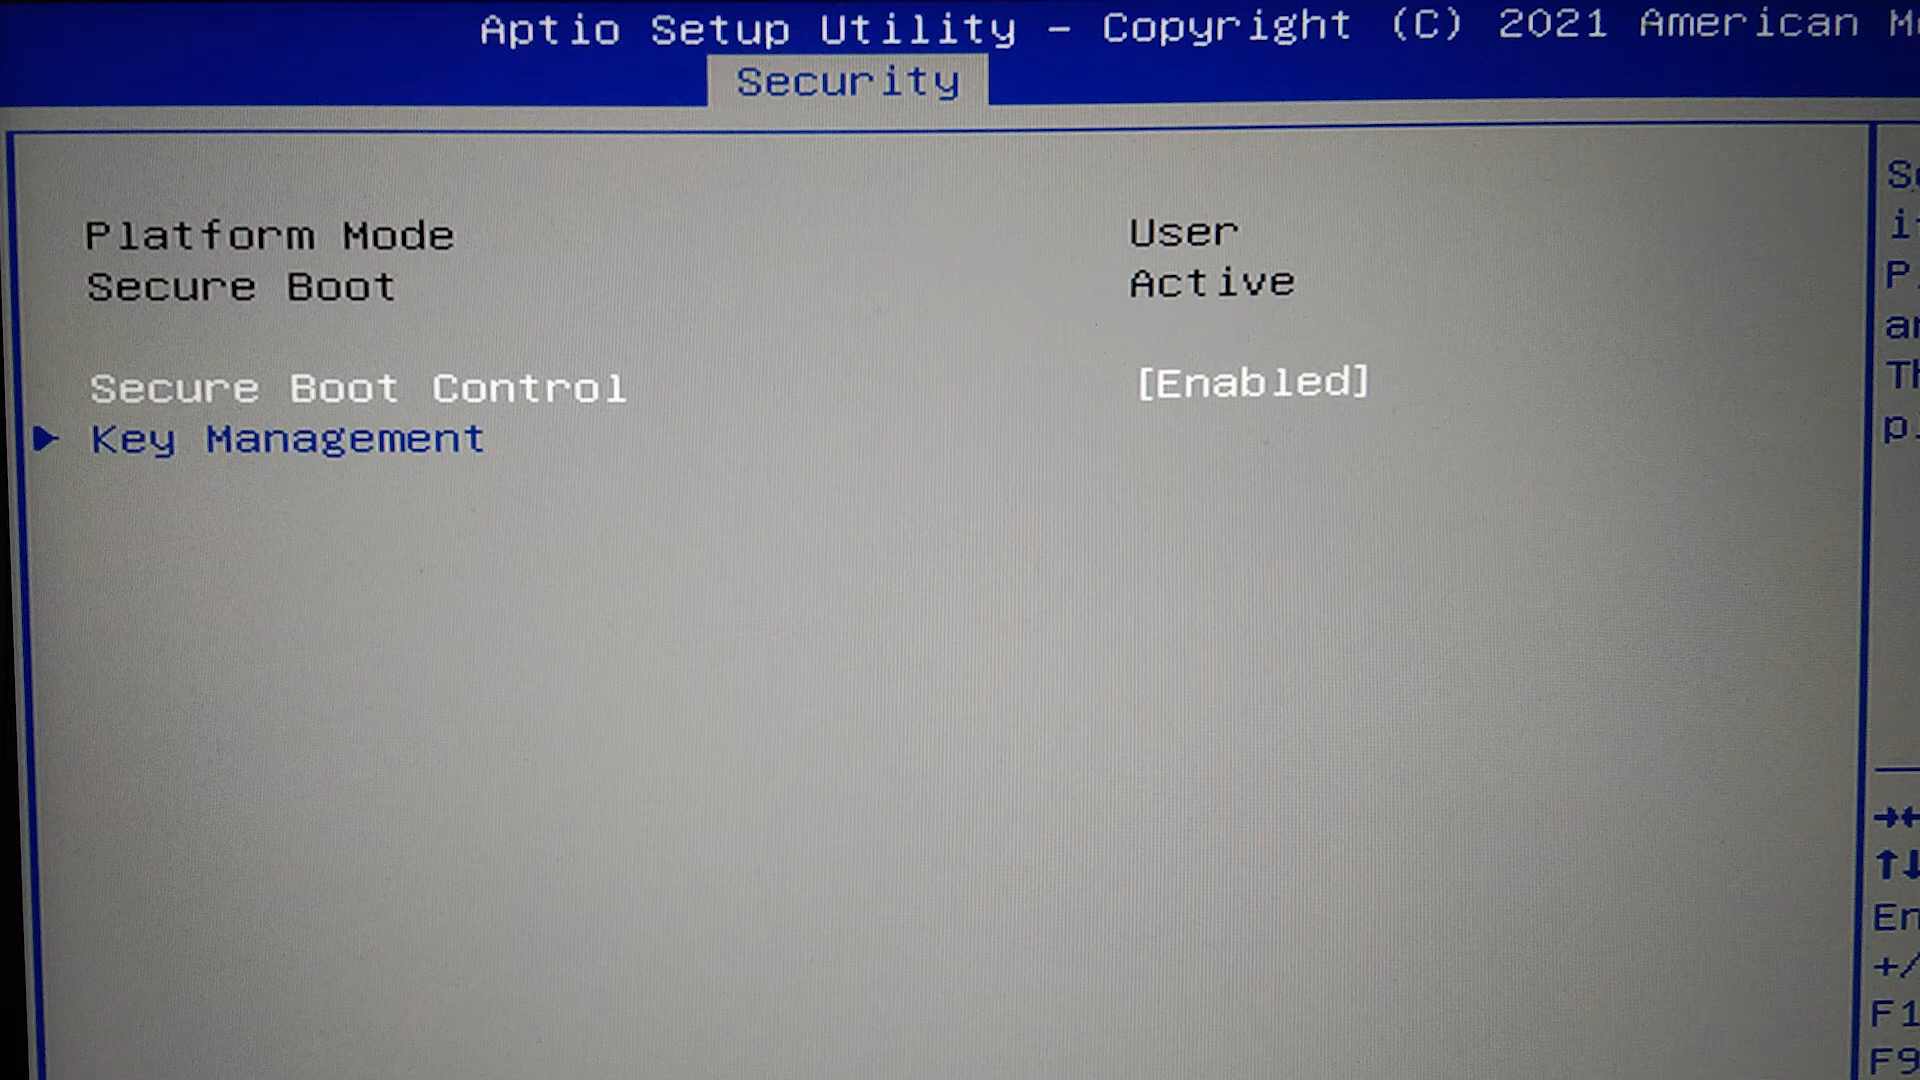 Aptio Setup Utility - Copyright (C) 2021 American
Security
Platform Mode User
Secure Boot Active
Secure Boot Control [Enabled]
Key Management